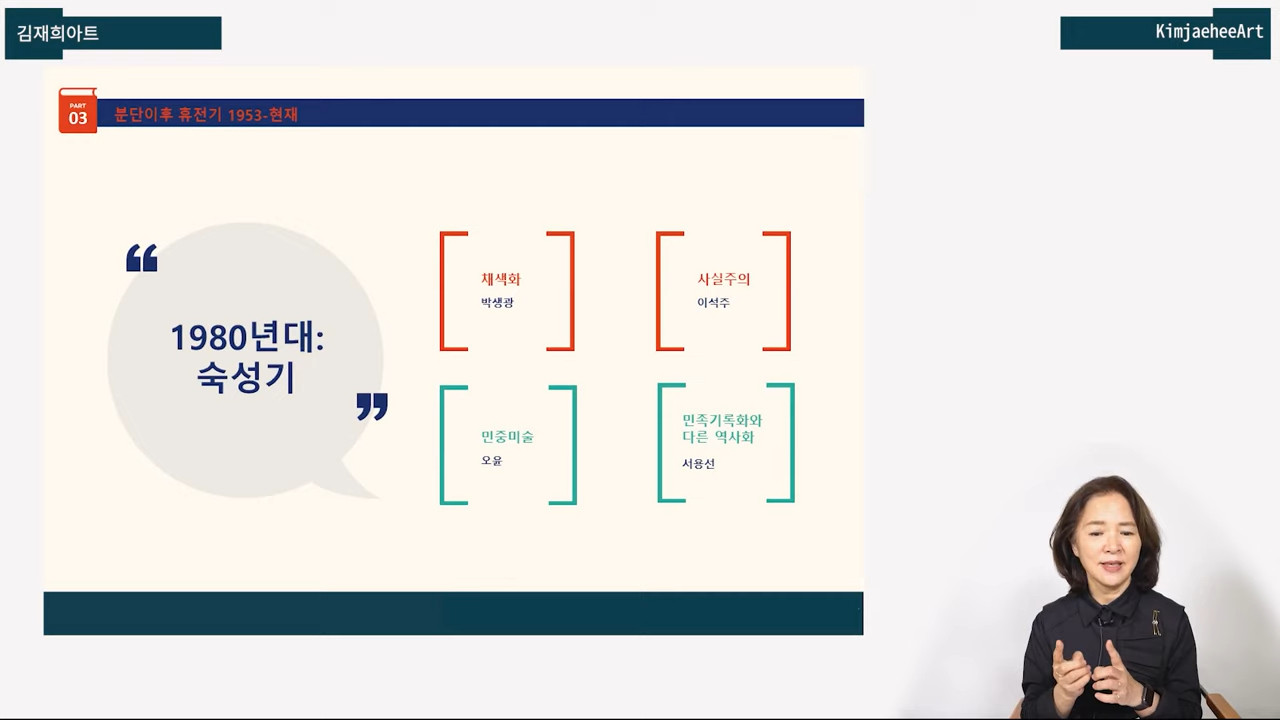 김재희아트
KimjaeheeArt
PART
03
분단이후 휴전기 1953-현재
“
1980년대:
숙성기
”
채색화
박생광
사실주의
이석주
민중미술
오윤
민족기록화와
다른 역사화
서용선